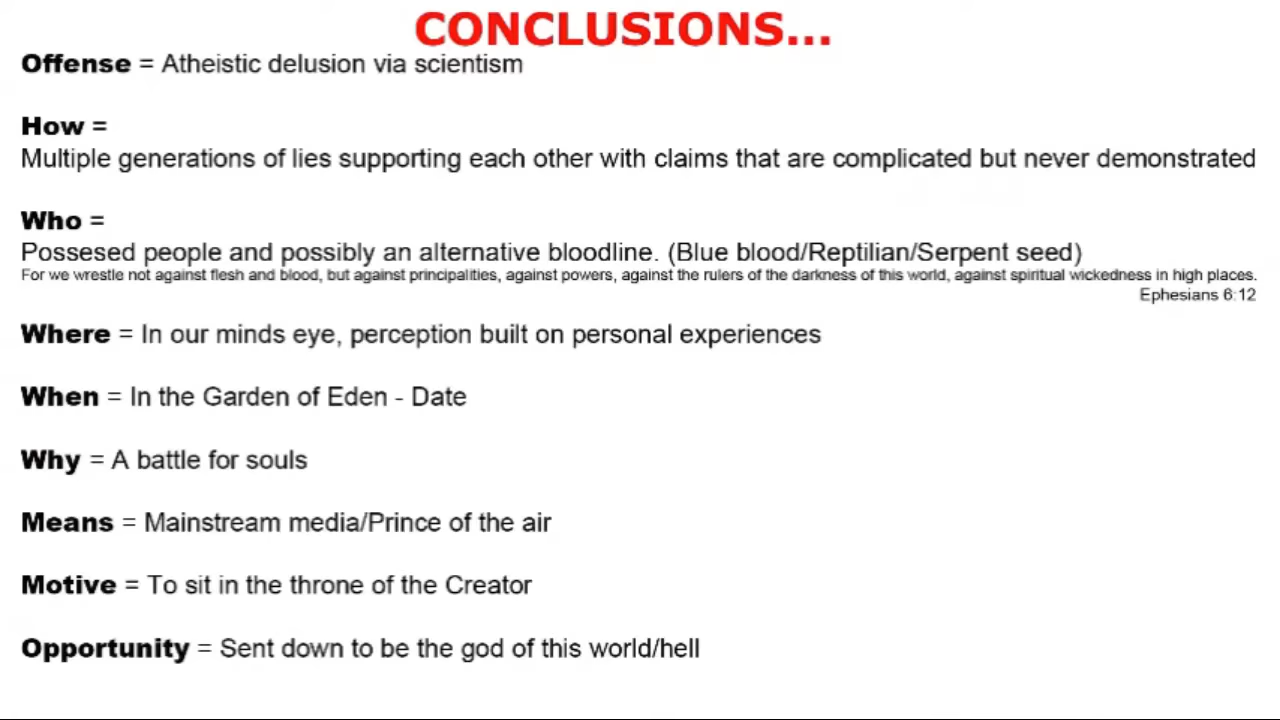 CONCLUSIONS...
Offense = Atheistic delusion via scientism
How =
Multiple generations of lies supporting each other with claims that are complicated but never demonstrated
Who =
Possesed people and possibly an alternative bloodline. (Blue blood/Reptilian/Serpent seed)
For we wrestle not against flesh and blood, but against principalities, against powers, against the rulers of the darkness of this world, against spiritual wickedness in high places.
Ephesians 6:12
Where = In our minds eye, perception built on personal experiences
When = In the Garden of Eden - Date
Why = A battle for souls
Means = Mainstream media/Prince of the air
Motive = To sit in the throne of the Creator
Opportunity = Sent down to be the god of this world/hell